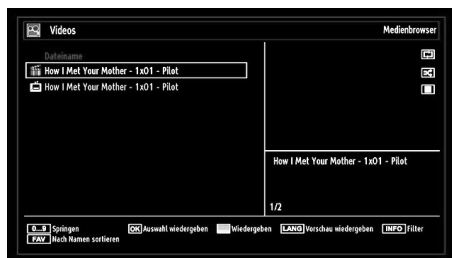 Videos Medienbrowser
Dateiname
How I Met Your Mother - 1x01 - Pilot
How I Met Your Mother - 1x01 - Pilot
How I Met Your Mother - 1x01 - Pilot
1/2
0...9 Springen OK Auswahl wiedergeben Wiedergeben LANG Vorschau wiedergeben INFO Filter
FAV Nach Namen sortieren